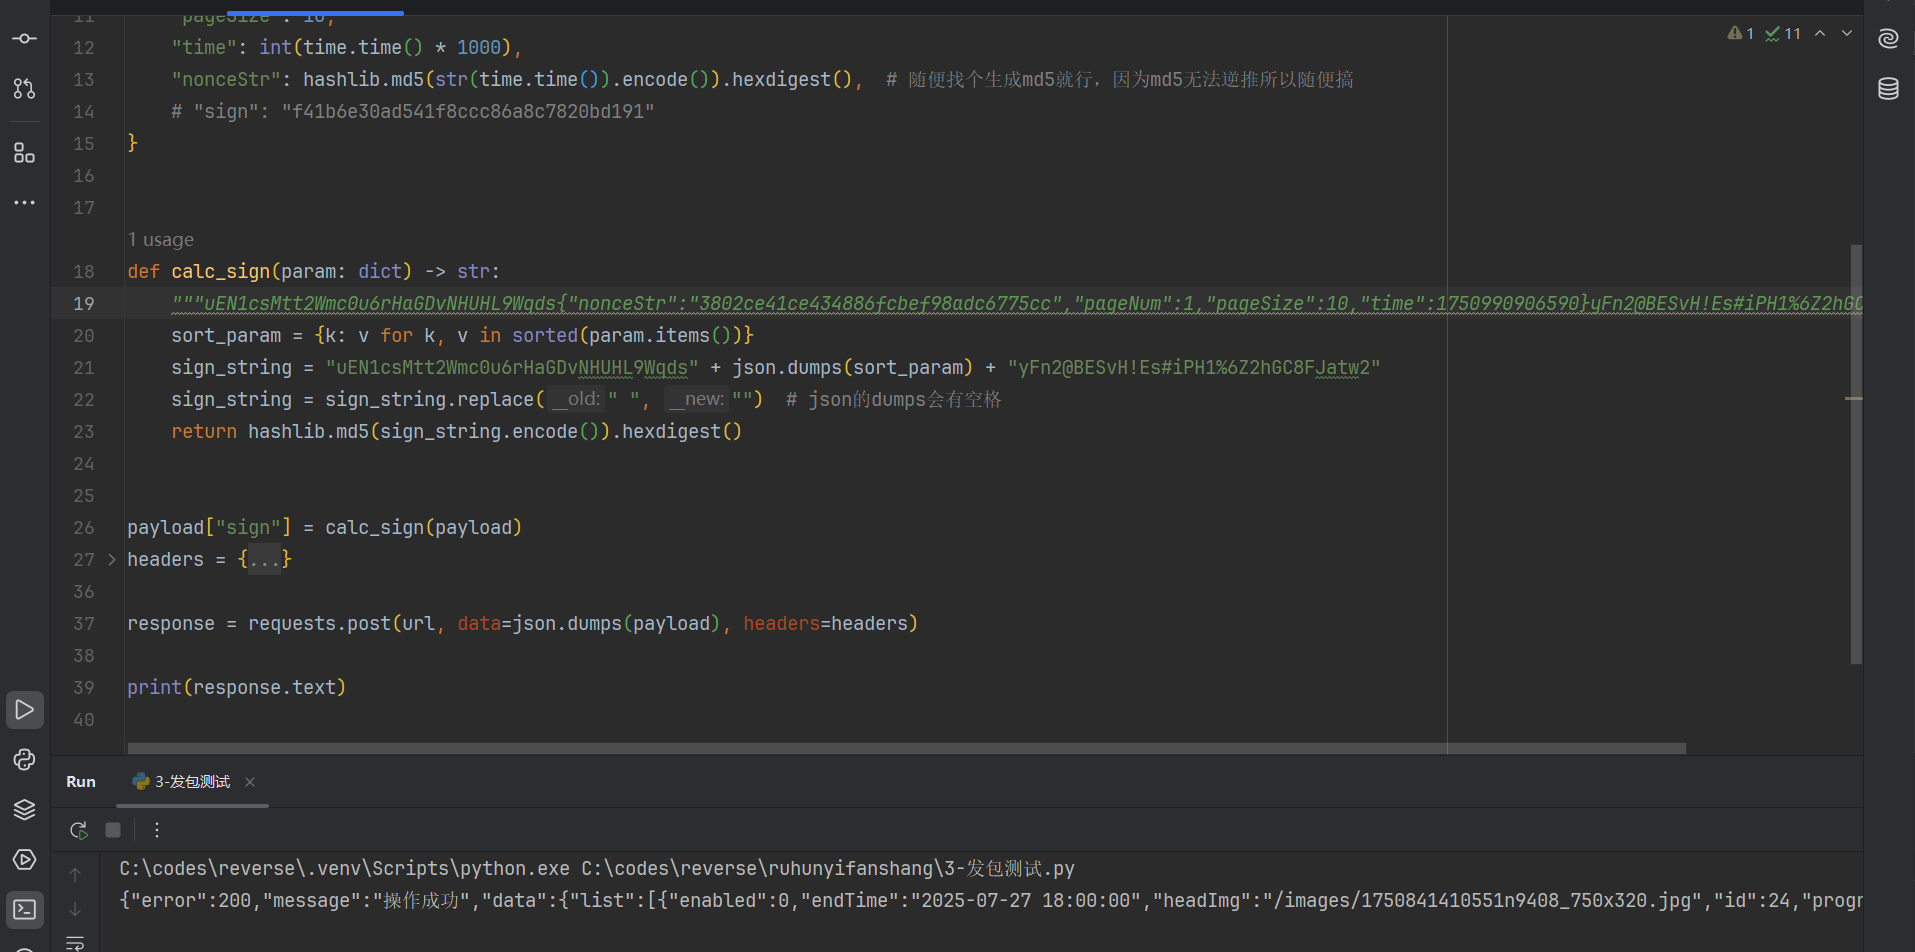 11 "pageSize": 10,
12 "time": int(time.time() * 1000),
13 "nonceStr": hashlib.md5(str(time.time()).encode()).hexdigest(),  # 随便找个生成md5就行，因为md5无法逆推所以随便搞
14 # "sign": "f41b6e30ad541f8ccc86a8c7820bd191"
15 }
16
17
1 usage
18 def calc_sign(param: dict) -> str:
19 """uEN1csMtt2Wmc0u6rHaGDvNHUHL9Wqds{"nonceStr":"3802ce41ce434886fcbef98adc6775cc","pageNum":1,"pageSize":10,"time":1750990906590}yFn2@BESvH!Es#iPH1%6Z2hGC
20 sort_param = {k: v for k, v in sorted(param.items())}
21 sign_string = "uEN1csMtt2Wmc0u6rHaGDvNHUHL9Wqds" + json.dumps(sort_param) + "yFn2@BESvH!Es#iPH1%6Z2hGC8FJatw2"
22 sign_string = sign_string.replace( __old: " ", __new: "")  # json的dumps会有空格
23 return hashlib.md5(sign_string.encode()).hexdigest()
24
25
26 payload["sign"] = calc_sign(payload)
27 headers = {...}
36
37 response = requests.post(url, data=json.dumps(payload), headers=headers)
38
39 print(response.text)
40
1 11
Run 3-发包测试
C:\codes\reverse\.venv\Scripts\python.exe C:\codes\reverse\ruhunyifanshang\3-发包测试.py
{"error":200,"message":"操作成功","data":{"list":[{"enabled":0,"endTime":"2025-07-27 18:00:00","headImg":"/images/1750841410551n9408_750x320.jpg","id":24,"progr